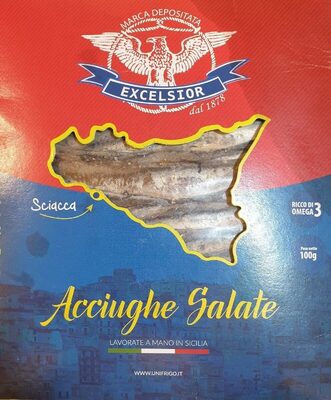 MARCA DEPOSITATA
EXCELSIOR
dal 1878
Sciacca
RICCO DI
OMEGA 3
Peso netto
100g
Acciughe Salate
LAVORATE A MANO IN SICILIA
WWW.UNIFRIGO.IT